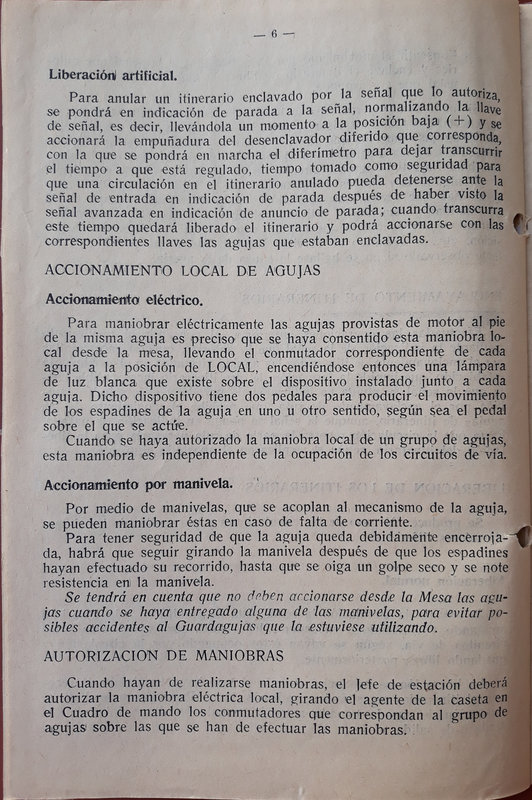 — 6 —
Liberación artificial.
Para anular un itinerario enclavado por la señal que lo autoriza,
se pondrá en indicación de parada a la señal, normalizando la llave
de señal, es decir, llevándola un momento a la posición baja (+) y se
accionará la empuñadura del desenclavador diferido que corresponda,
con la que se pondrá en marcha el diferímetro para dejar transcurrir
el tiempo a que está regulado, tiempo tomado como seguridad para
que una circulación en el itinerario anulado pueda detenerse ante la
señal de entrada en indicación de parada después de haber visto la
señal avanzada en indicación de anuncio de parada; cuando transcurra
este tiempo quedará liberado el itinerario y podrá accionarse con las
correspondientes llaves las agujas que estaban enclavadas.
ACCIONAMIENTO LOCAL DE AGUJAS
Accionamiento eléctrico.
Para maniobrar eléctricamente las agujas provistas de motor al pie
de la misma aguja es preciso que se haya consentido esta maniobra lo-
cal desde la mesa, llevando el conmutador correspondiente de cada
aguja a la posición de LOCAL, encendiéndose entonces una lámpara
de luz blanca que existe sobre el dispositivo instalado junto a cada
aguja. Dicho dispositivo tiene dos pedales para producir el movimiento
de los espadines de la aguja en uno u otro sentido, según sea el pedal
sobre el que se actúe.
Cuando se haya autorizado la maniobra local de un grupo de agujas,
esta maniobra es independiente de la ocupación de los circuitos de vía.
Accionamiento por manivela.
Por medio de manivelas, que se acoplan al mecanismo de la aguja,
se pueden maniobrar éstas en caso de falta de corriente.
Para tener seguridad de que la aguja queda debidamente encerroja-
da, habrá que seguir girando la manivela después de que los espadines
hayan efectuado su recorrido, hasta que se oiga un golpe seco y se note
resistencia en la manivela.
Se tendrá en cuenta que no deben accionarse desde la Mesa las agu-
jas cuando se haya entregado alguna de las manivelas, para evitar po-
sibles accidentes al Guardagujas que la estuviese utilizando.
AUTORIZACION DE MANIOBRAS
Cuando hayan de realizarse maniobras, el Jefe de estación deberá
autorizar la maniobra eléctrica local, girando el agente de la caseta en
el Cuadro de mando los conmutadores que correspondan al grupo de
agujas sobre las que se han de efectuar las maniobras.